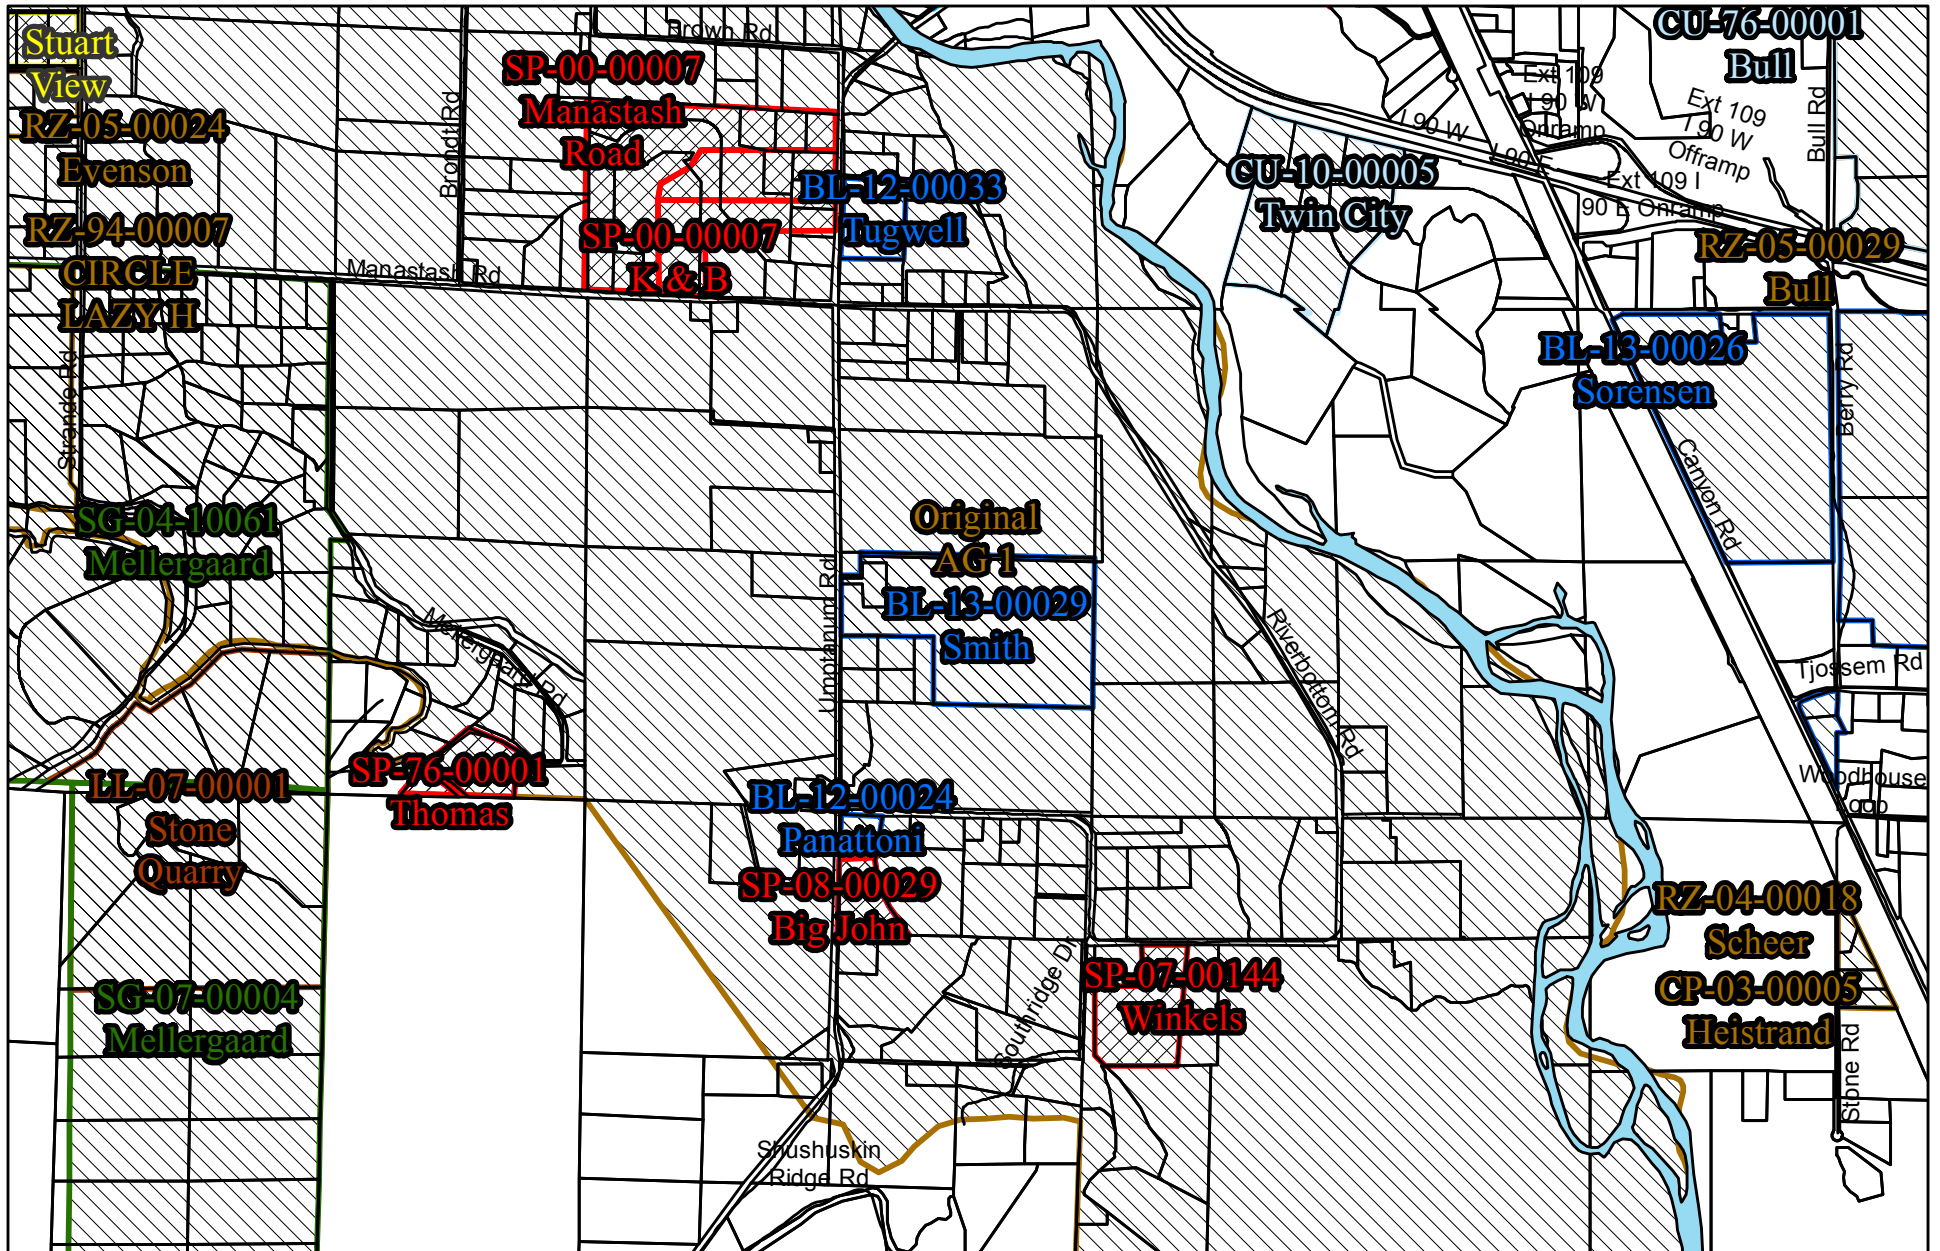 Stuart
View
RZ-05-00024
Evenson
RZ-94-00007
CIRCLE
LAZY H
Strande Rd
Brondt Rd
Manastash Rd
Brown Rd
SP-00-00007
Manastash
Road
SP-00-00007
K & B
BL-12-00033
Tugwell
CU-10-00005
Twin City
I 90 W
I 90 E
Ext 109
I 90 W
Onramp
Ext 109
I 90 W
Offramp
Ext 109 I
90 E Onramp
CU-76-00001
Bull
Bull Rd
RZ-05-00029
Bull
BL-13-00026
Sorensen
Berry Rd
Canyon Rd
SG-04-10061
Mellergaard
Mellergaard Rd
Umptanum Rd
Original
AG 1
BL-13-00029
Smith
Riverbottom Rd
Tjossem Rd
Woodhouse
Loop
LL-07-00001
Stone
Quarry
SP-76-00001
Thomas
BL-12-00024
Panattoni
SP-08-00029
Big John
SG-07-00004
Mellergaard
Southridge Dr
SP-07-00144
Winkels
RZ-04-00018
Scheer
CP-03-00005
Heistrand
Stone Rd
Shushuskin
Ridge Rd